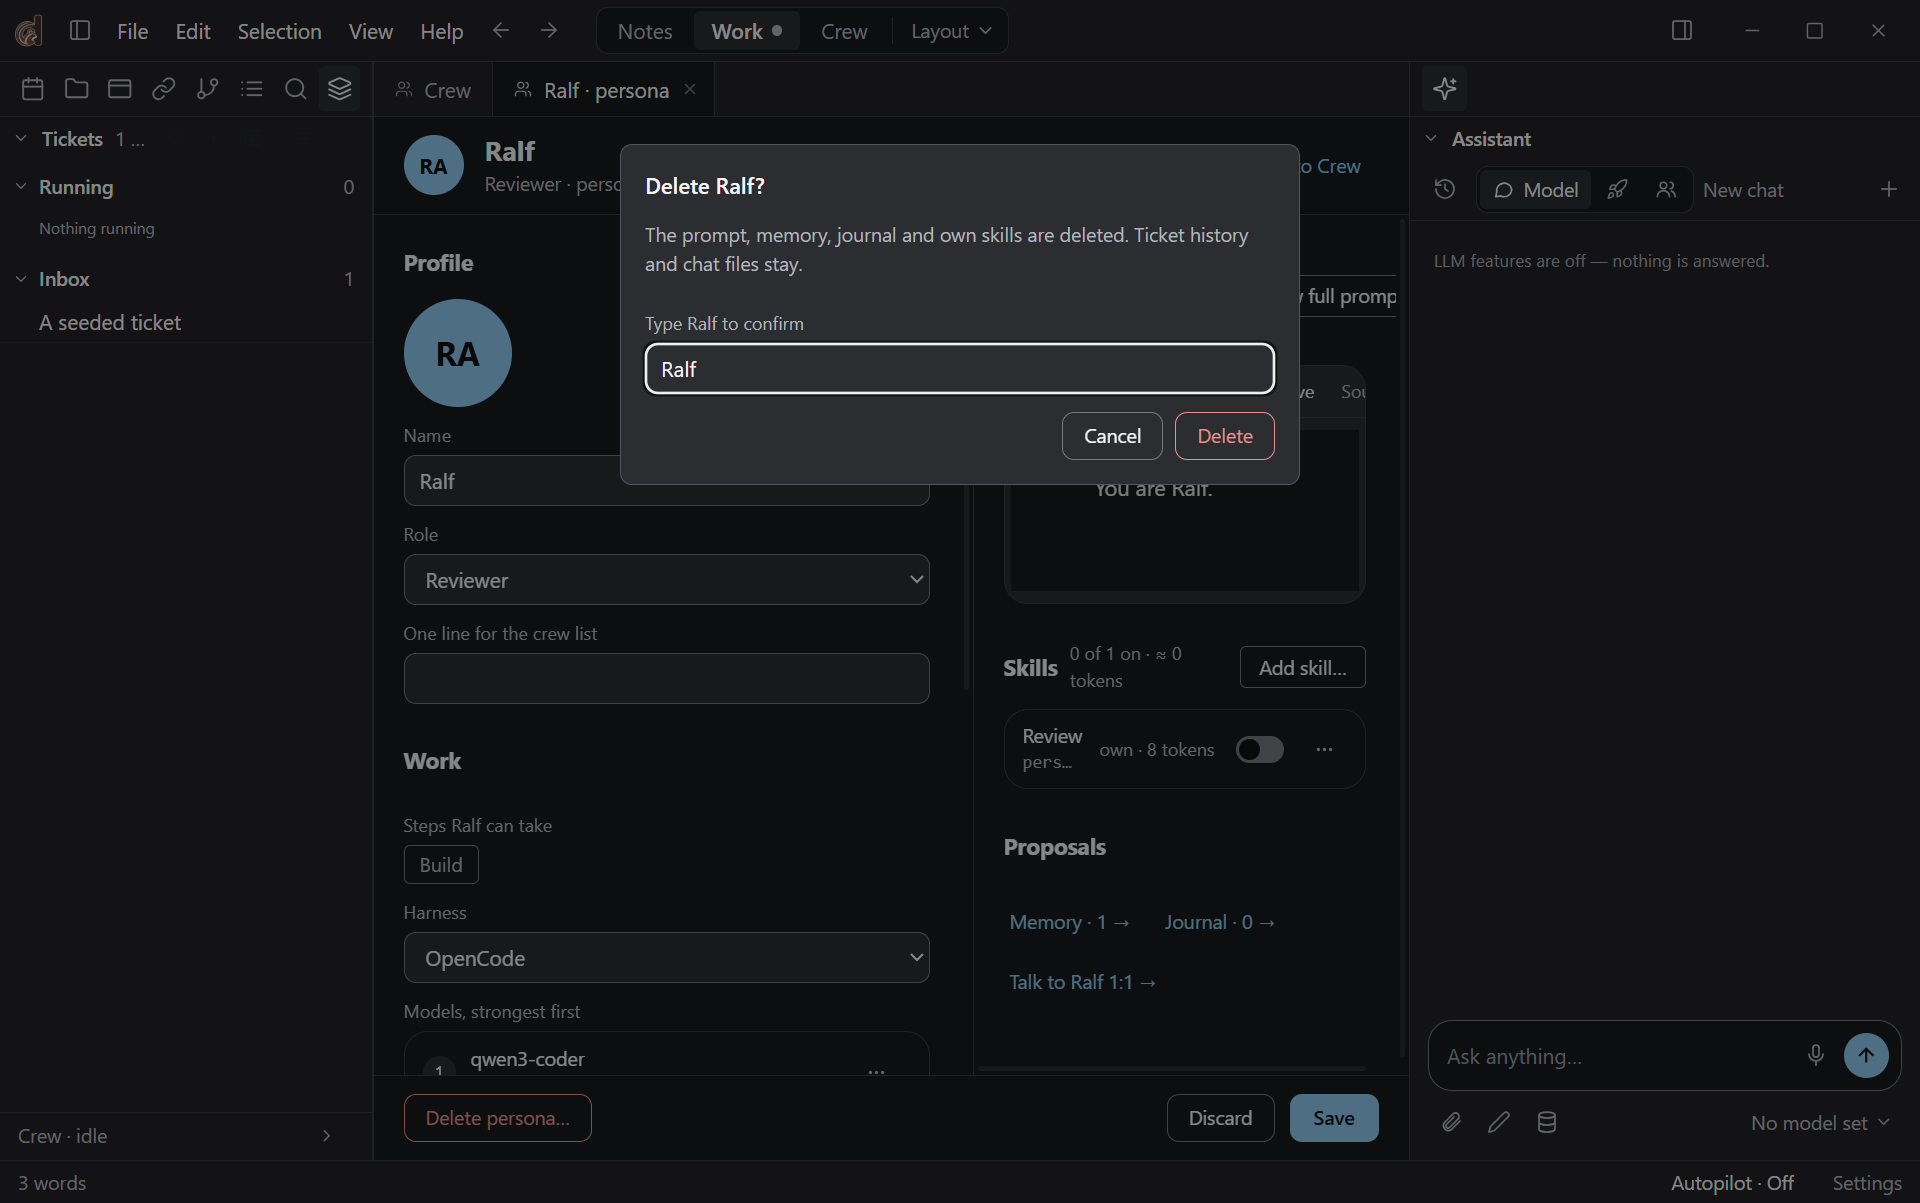 File Edit Selection View Help
Notes Work Crew Layout
Crew
Ralf · persona
Tickets 1 ...
Running 0
Nothing running
Inbox 1
A seeded ticket
Crew · idle
3 words
RA
Ralf
Reviewer · perso
o Crew
Delete Ralf?
The prompt, memory, journal and own skills are deleted. Ticket history
and chat files stay.
Type Ralf to confirm
Ralf
Cancel Delete
Profile
RA
Name
Ralf
Role
Reviewer
One line for the crew list
Work
Steps Ralf can take
Build
Harness
OpenCode
Models, strongest first
1 qwen3-coder
Delete persona...
Discard Save
full promp
ve Sou
You are Ralf.
Skills
0 of 1 on · ≈ 0
tokens
Add skill...
Review
pers...
own · 8 tokens
Proposals
Memory · 1 → Journal · 0 →
Talk to Ralf 1:1 →
Assistant
Model New chat
LLM features are off — nothing is answered.
Ask anything...
No model set
Autopilot · Off Settings